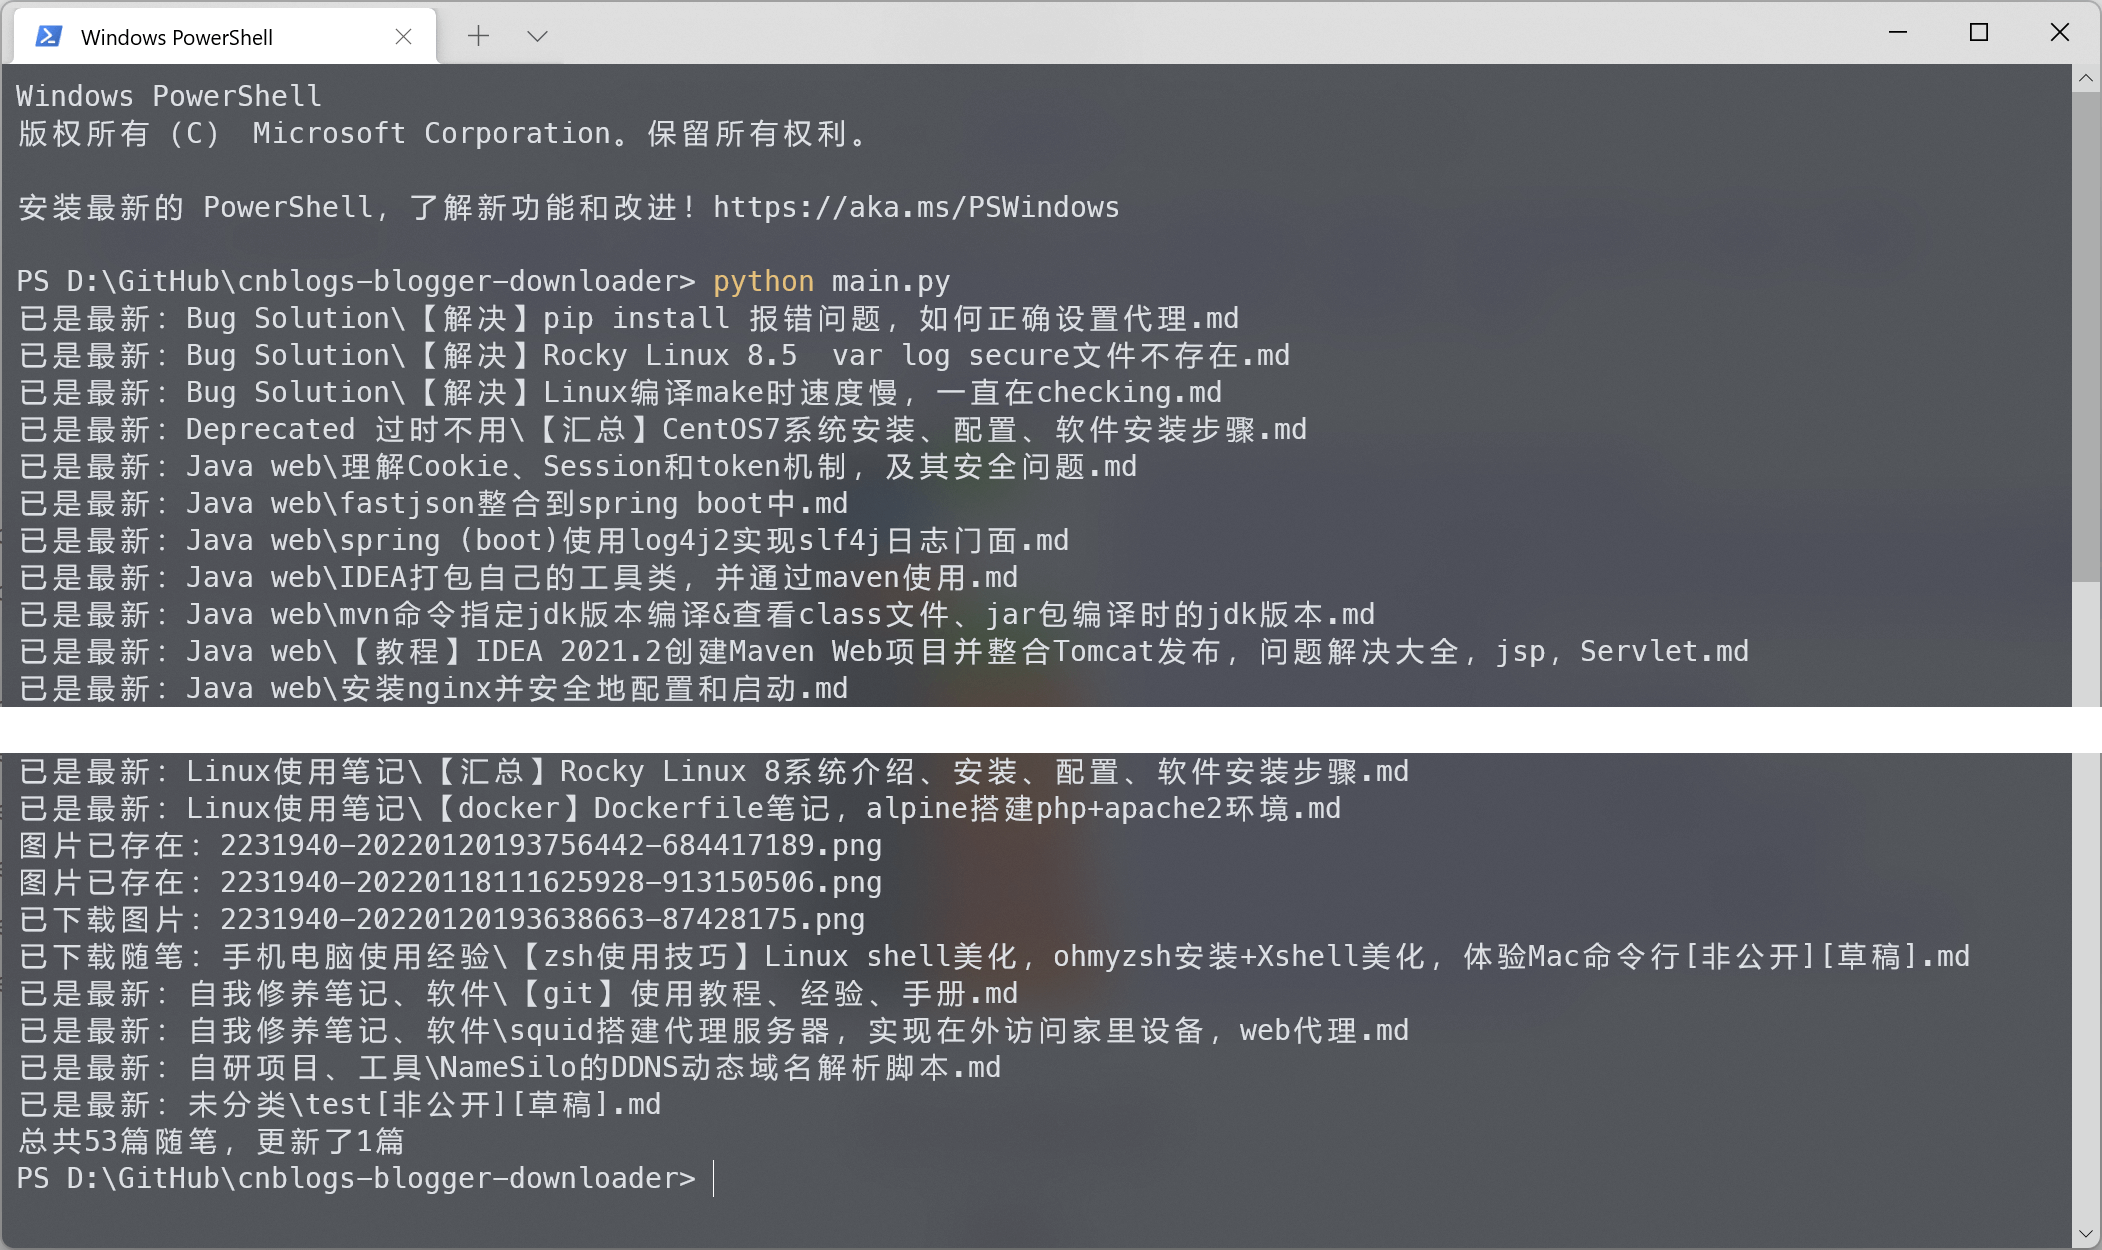 Windows PowerShell
Windows PowerShell
版权所有 (C) Microsoft Corporation。保留所有权利。
安装最新的 PowerShell，了解新功能和改进！https://aka.ms/PSWindows
PS D:\GitHub\cnblogs-blogger-downloader> python main.py
已是最新：Bug Solution\【解决】pip install 报错问题，如何正确设置代理.md
已是最新：Bug Solution\【解决】Rocky Linux 8.5  var log secure文件不存在.md
已是最新：Bug Solution\【解决】Linux编译make时速度慢，一直在checking.md
已是最新：Deprecated 过时不用\【汇总】CentOS7系统安装、配置、软件安装步骤.md
已是最新：Java web\理解Cookie、Session和token机制，及其安全问题.md
已是最新：Java web\fastjson整合到spring boot中.md
已是最新：Java web\spring (boot)使用log4j2实现slf4j日志门面.md
已是最新：Java web\IDEA打包自己的工具类，并通过maven使用.md
已是最新：Java web\mvn命令指定jdk版本编译&查看class文件、jar包编译时的jdk版本.md
已是最新：Java web\【教程】IDEA 2021.2创建Maven Web项目并整合Tomcat发布，问题解决大全，jsp，Servlet.md
已是最新：Java web\安装nginx并安全地配置和启动.md
已是最新：Linux使用笔记\【汇总】Rocky Linux 8系统介绍、安装、配置、软件安装步骤.md
已是最新：Linux使用笔记\【docker】Dockerfile笔记，alpine搭建php+apache2环境.md
图片已存在：2231940-20220120193756442-684417189.png
图片已存在：2231940-20220118111625928-913150506.png
已下载图片：2231940-20220120193638663-87428175.png
已下载随笔：手机电脑使用经验\【zsh使用技巧】Linux shell美化，ohmyzsh安装+Xshell美化，体验Mac命令行[非公开][草稿].md
已是最新：自我修养笔记、软件\【git】使用教程、经验、手册.md
已是最新：自我修养笔记、软件\squid搭建代理服务器，实现在外访问家里设备，web代理.md
已是最新：自研项目、工具\NameSilo的DDNS动态域名解析脚本.md
已是最新：未分类\test[非公开][草稿].md
总共53篇随笔，更新了1篇
PS D:\GitHub\cnblogs-blogger-downloader>